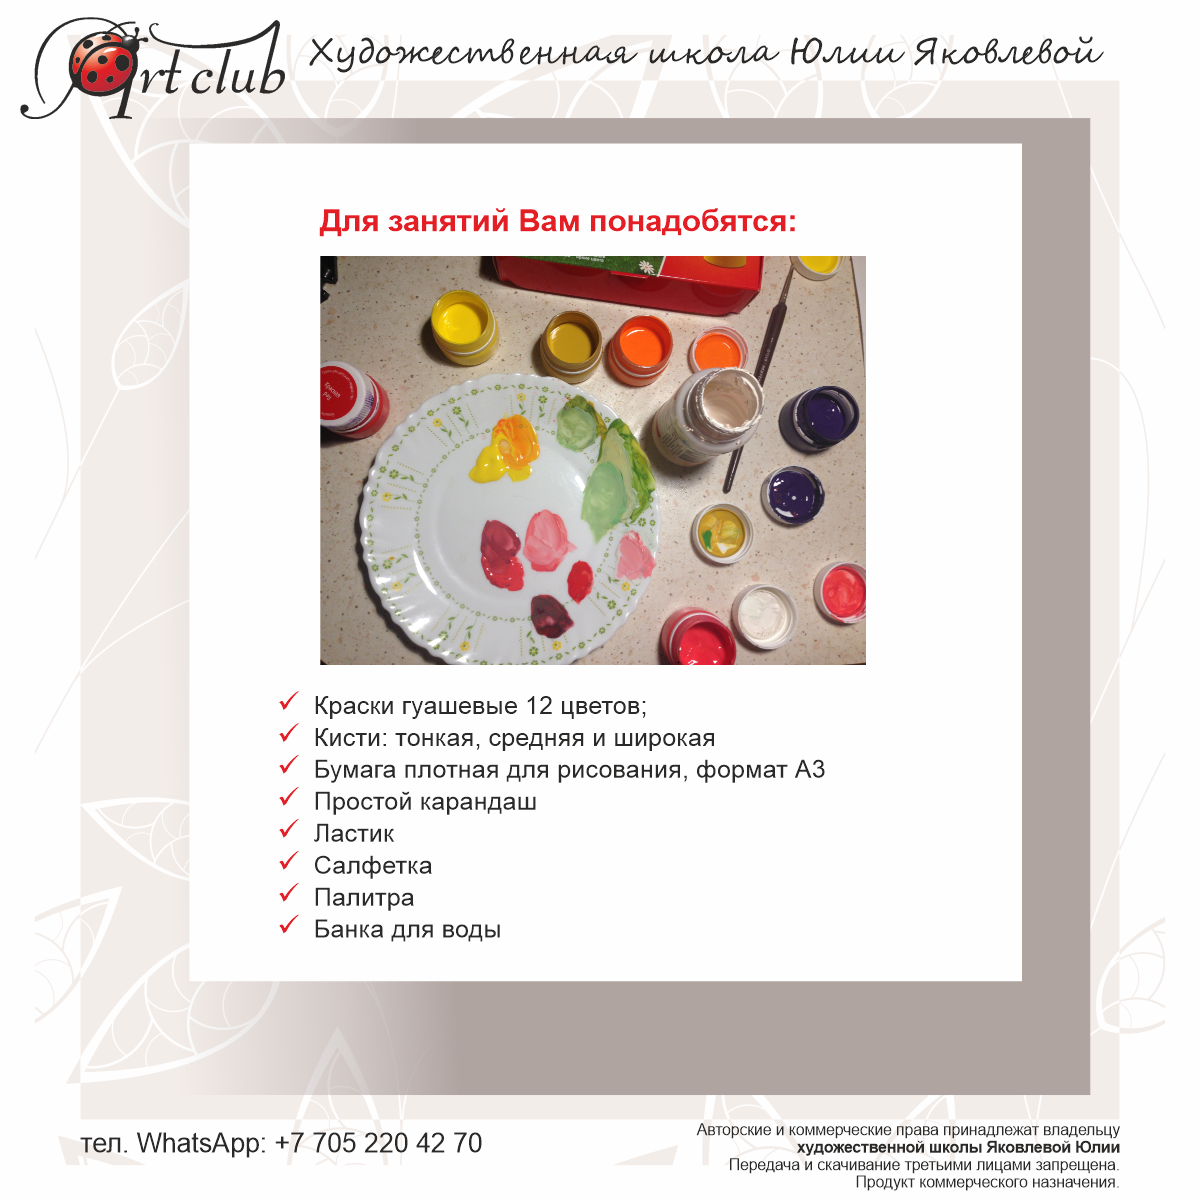 Art club
Художественная школа Юлии Яковлевой
Для занятий Вам понадобятся:
Краски гуашевые 12 цветов;
Кисти: тонкая, средняя и широкая
Бумага плотная для рисования, формат А3
Простой карандаш
Ластик
Салфетка
Палитра
Банка для воды
тел. WhatsApp: +7 705 220 42 70
Авторские и коммерческие права принадлежат владельцу
художественной школы Яковлевой Юлии
Передача и скачивание третьими лицами запрещена.
Продукт коммерческого назначения.